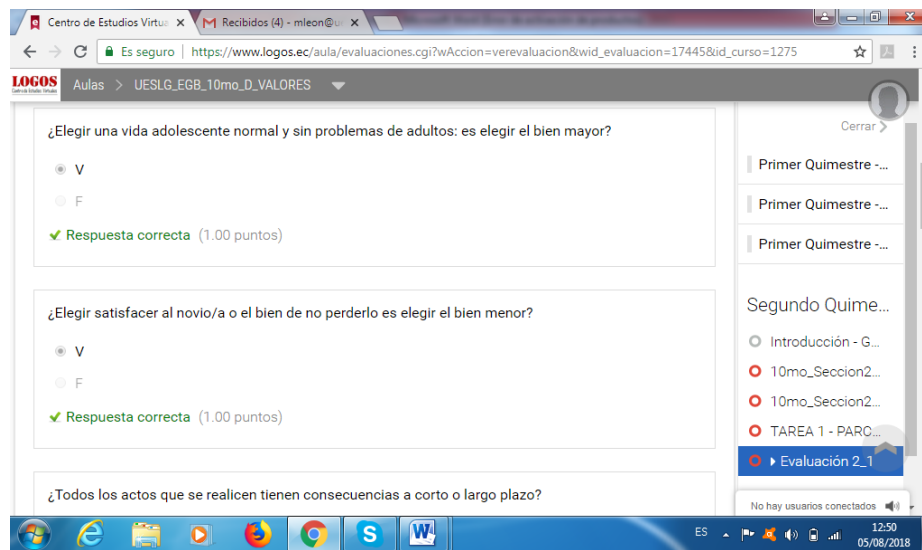 Centro de Estudios Virtua
Recibidos (4) - mleon@u
Es seguro | https://www.logos.ec/aula/evaluaciones.cgi?wAccion=verevaluacion&wid_evaluacion=17445&id_curso=1275
LOGOS
Aulas > UESLG_EGB_10mo_D_VALORES
¿Elegir una vida adolescente normal y sin problemas de adultos: es elegir el bien mayor?
V
F
Respuesta correcta (1.00 puntos)
¿Elegir satisfacer al novio/a o el bien de no perderlo es elegir el bien menor?
V
F
Respuesta correcta (1.00 puntos)
¿Todos los actos que se realicen tienen consecuencias a corto o largo plazo?
Cerrar >
Primer Quimestre -...
Primer Quimestre -...
Primer Quimestre -...
Segundo Quime...
Introducción - G...
10mo_Seccion2...
10mo_Seccion2...
TAREA 1 - PARC...
Evaluación 2_1
No hay usuarios conectados
ES
12:50
05/08/2018